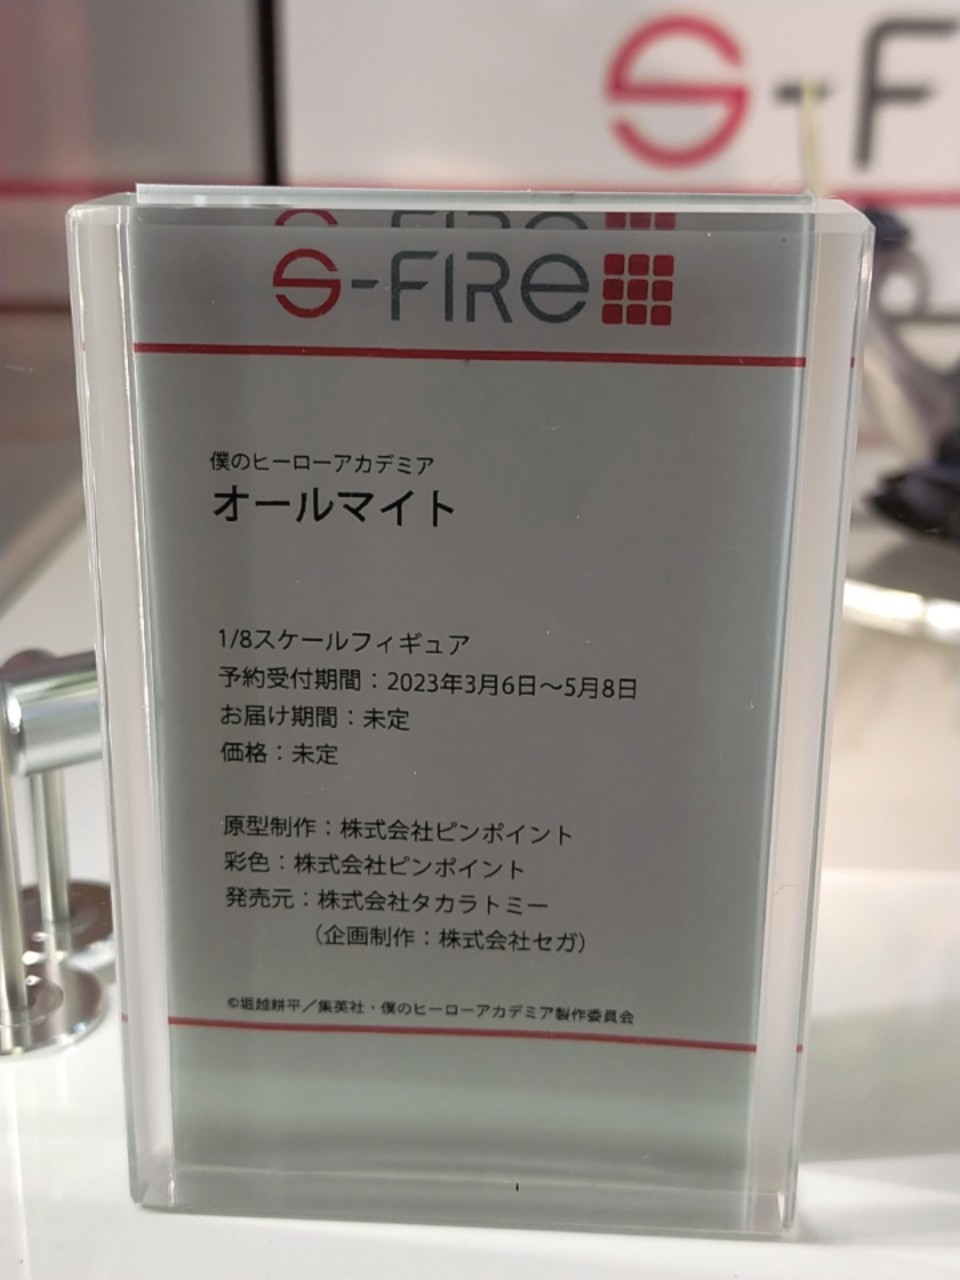 S-F
S-FIRE
僕のヒーローアカデミア
オールマイト
1/8スケールフィギュア
予約受付期間：2023年3月6日～5月8日
お届け期間：未定
価格：未定
原型制作：株式会社ピンポイント
彩色：株式会社ピンポイント
発売元：株式会社タカラトミー
（企画制作：株式会社セガ）
©堀越耕平／集英社・僕のヒーローアカデミア製作委員会